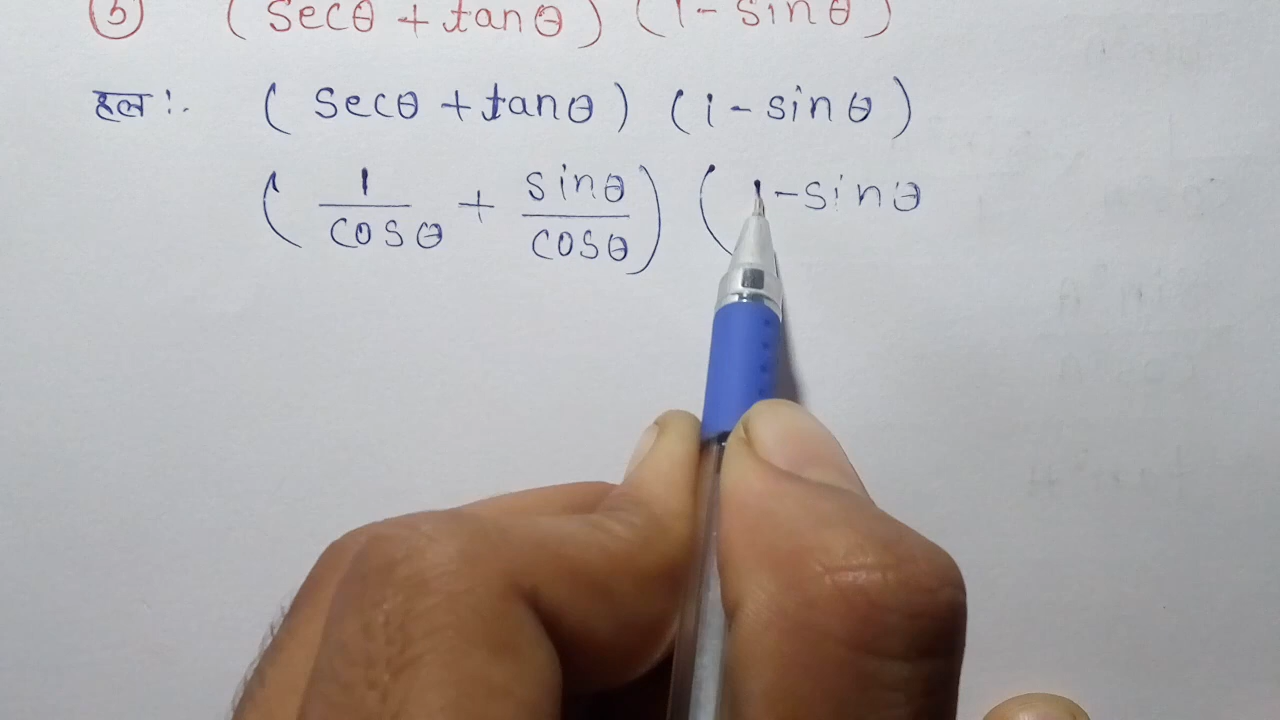 (5) (secθ + tanθ) (1 - sinθ)
हल :- (secθ + tanθ) (1 - sinθ)
(1/cosθ + sinθ/cosθ) (1 - sinθ